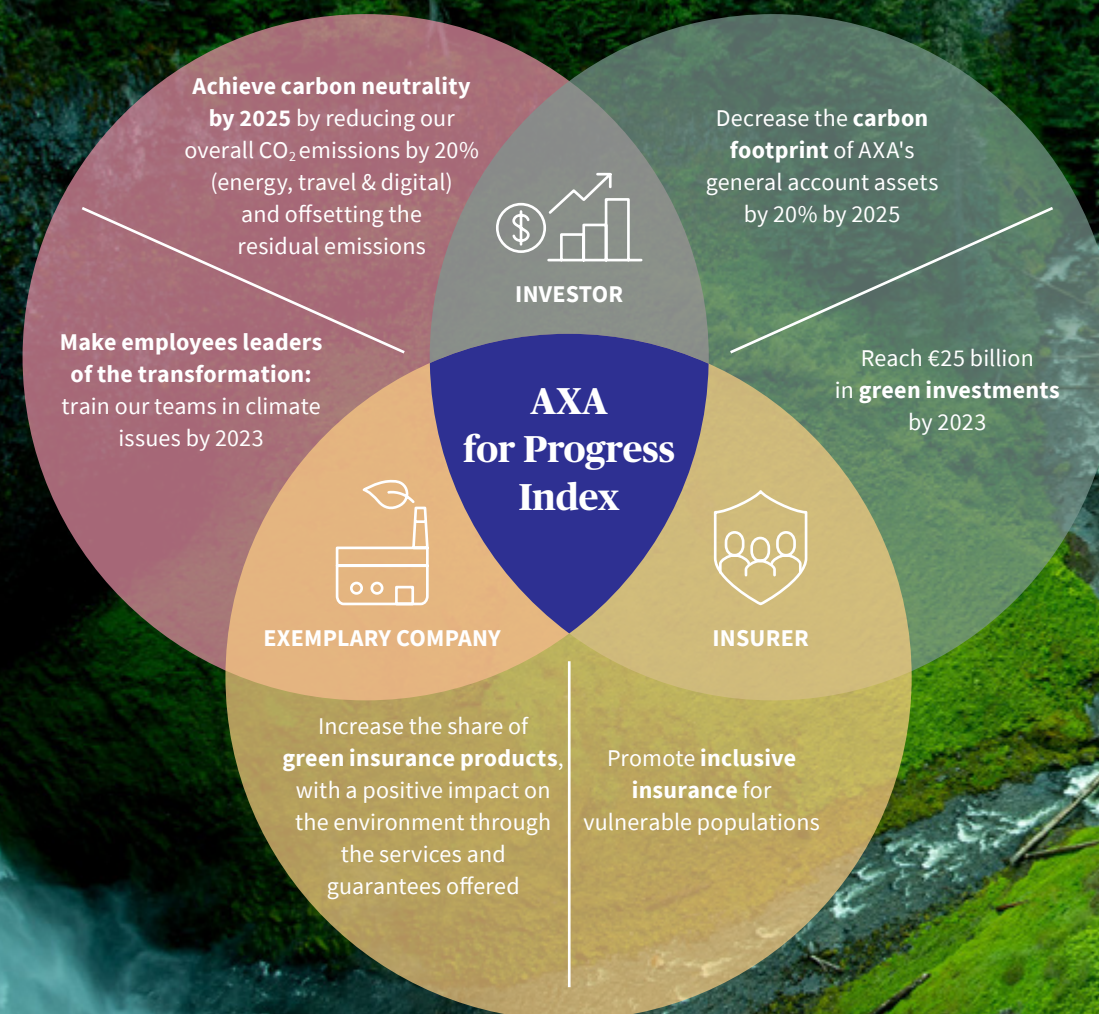 Achieve carbon neutrality
by 2025 by reducing our
overall CO₂ emissions by 20%
(energy, travel & digital)
and offsetting the
residual emissions
Make employees leaders
of the transformation:
train our teams in climate
issues by 2023
$
INVESTOR
Decrease the carbon
footprint of AXA's
general account assets
by 20% by 2025
Reach €25 billion
in green investments
by 2023
AXA
for Progress
Index
EXEMPLARY COMPANY
INSURER
Increase the share of
green insurance products,
with a positive impact on
the environment through
the services and
guarantees offered
Promote inclusive
insurance for
vulnerable populations